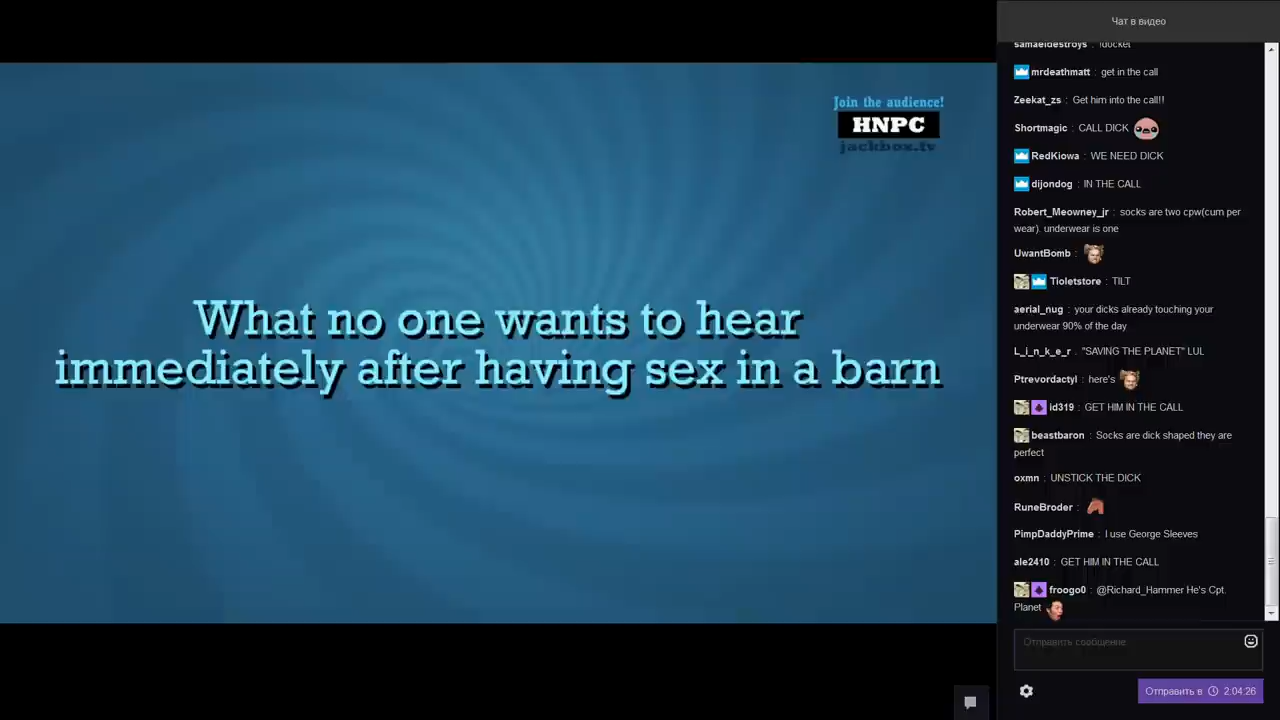 Join the audience!
HNPC
jackbox.tv
What no one wants to hear
immediately after having sex in a barn
Чат в видео
samaeldestroys : !docket
mrdeathmatt : get in the call
Zeekat_zs : Get him into the call!!
Shortmagic : CALL DICK
RedKiowa : WE NEED DICK
dijondog : IN THE CALL
Robert_Meowney_jr : socks are two cpw(cum per
wear). underwear is one
UwantBomb :
Tioletstore : TILT
aerial_nug : your dicks already touching your
underwear 90% of the day
L_i_n_k_e_r : "SAVING THE PLANET" LUL
Ptrevordactyl : here's
id319 : GET HIM IN THE CALL
beastbaron : Socks are dick shaped they are
perfect
oxmn : UNSTICK THE DICK
RuneBroder :
PimpDaddyPrime : I use George Sleeves
ale2410 : GET HIM IN THE CALL
froogo0 : @Richard_Hammer He's Cpt.
Planet
Отправить сообщение
Отправить в 2:04:26